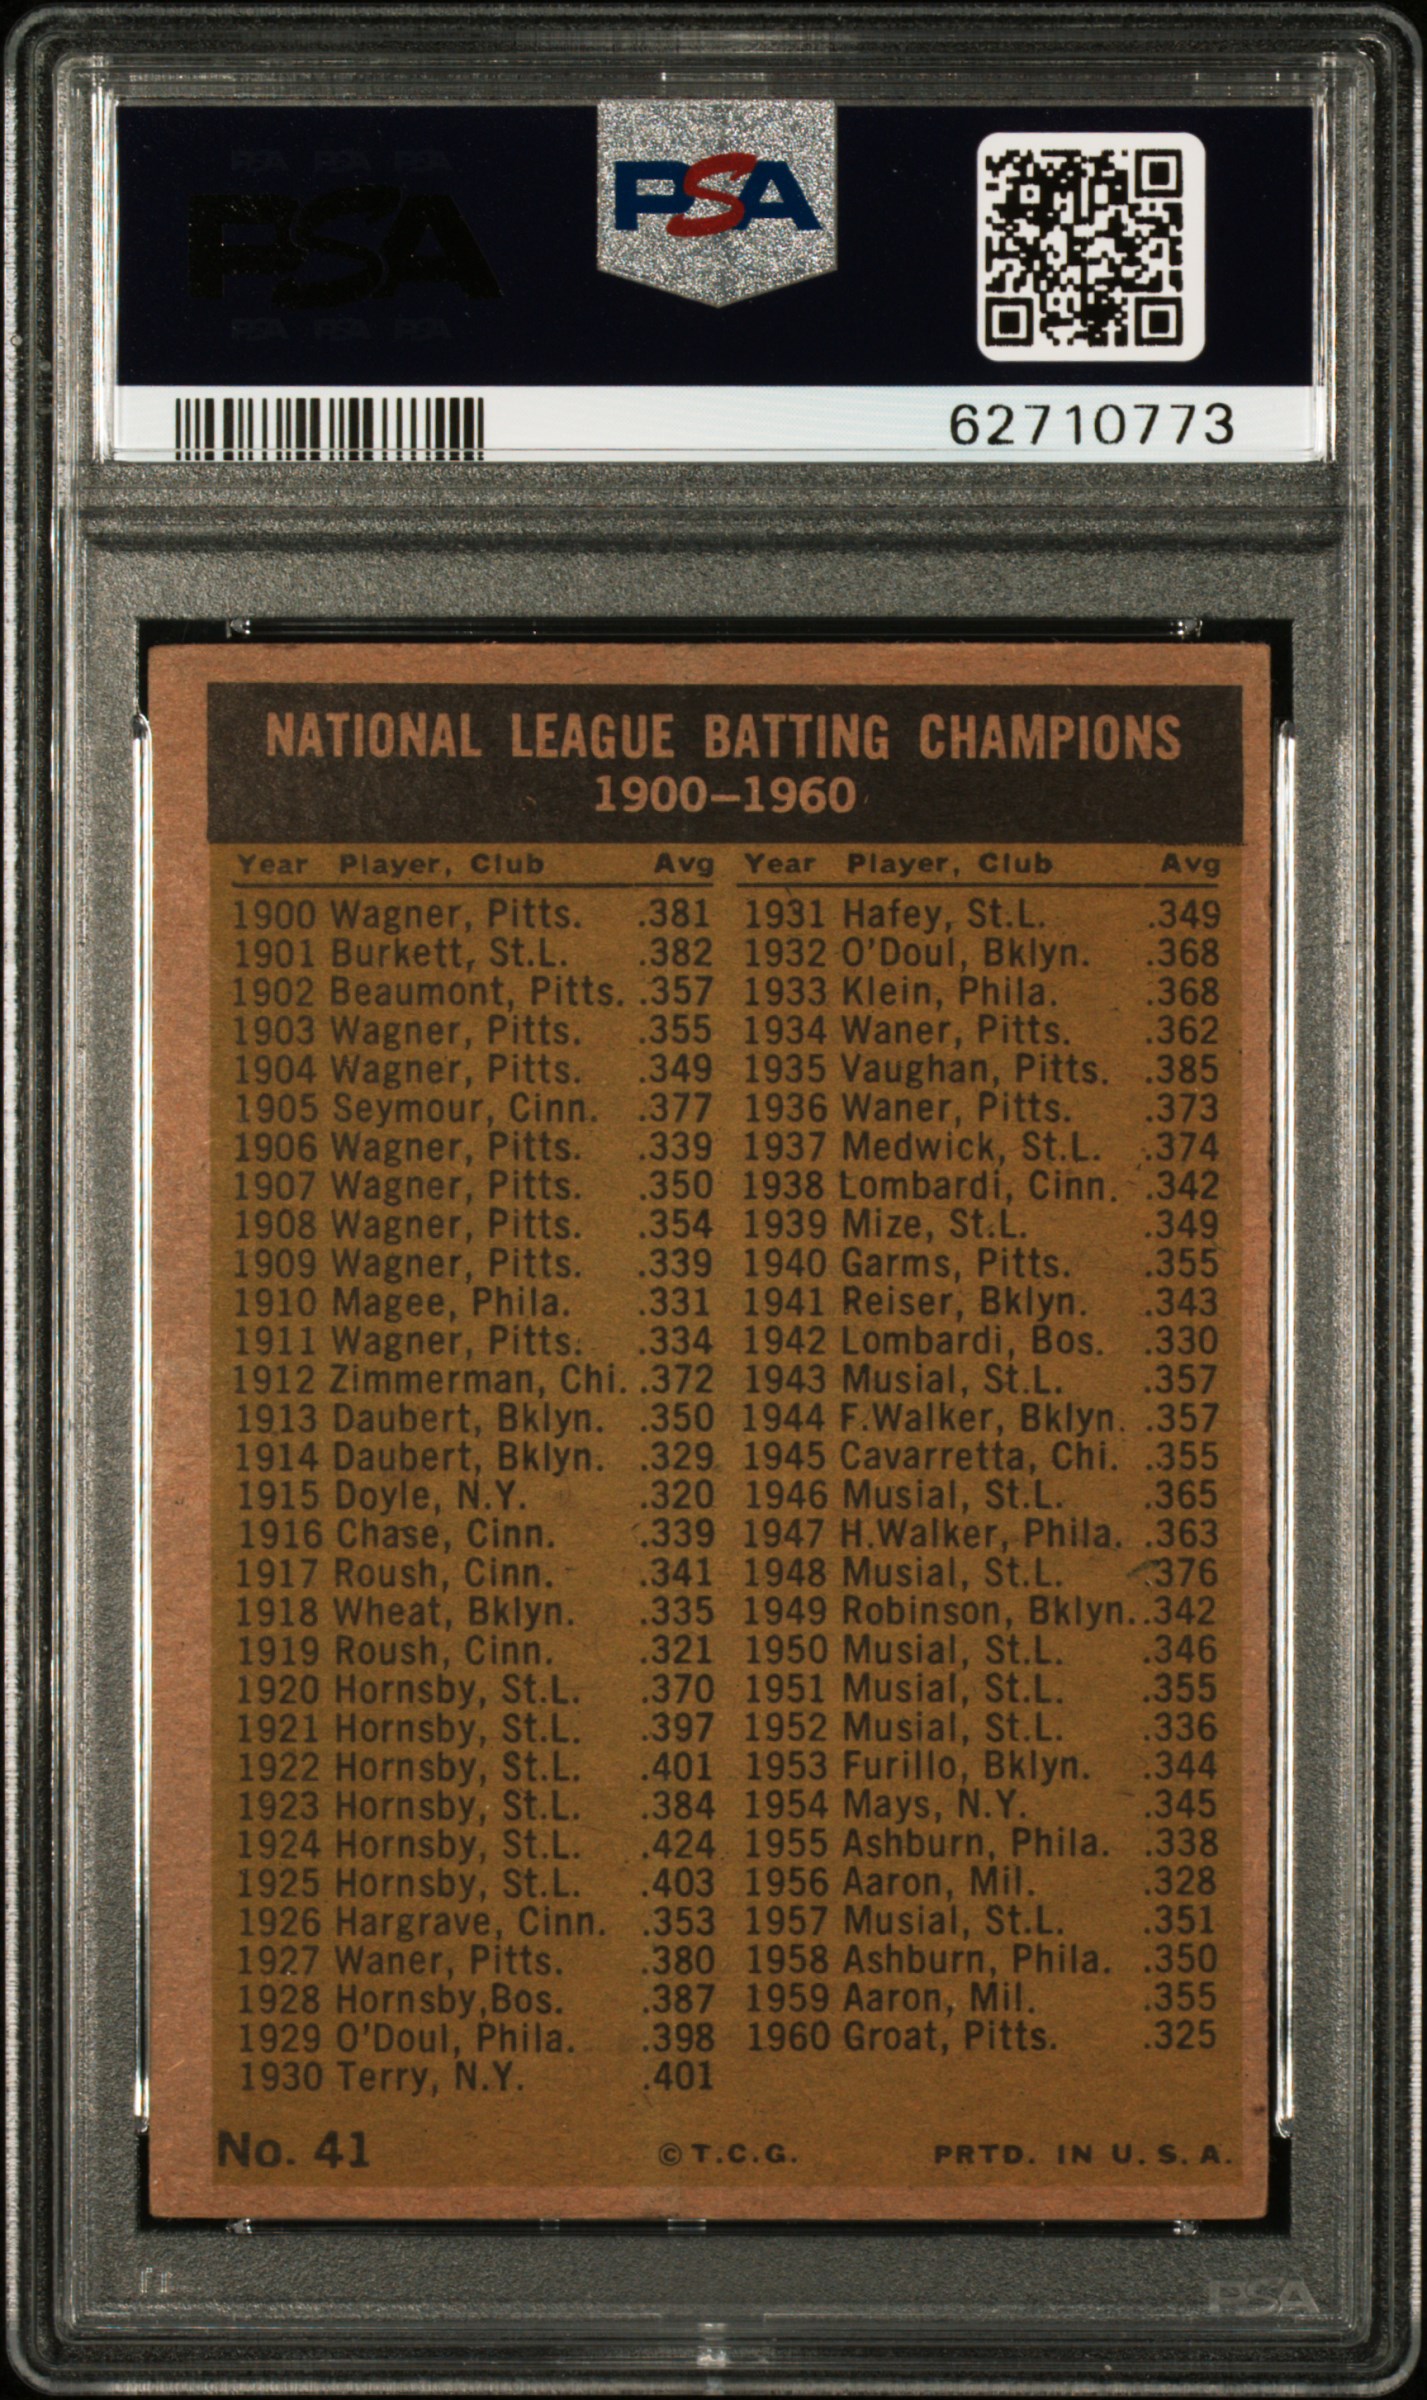 PSA PSA PSA
PSA
PSA PSA PSA
PSA
62710773
NATIONAL LEAGUE BATTING CHAMPIONS
1900–1960
Year Player, Club Avg Year Player, Club Avg
1900 Wagner, Pitts. .381 1931 Hafey, St.L. .349
1901 Burkett, St.L. .382 1932 O'Doul, Bklyn. .368
1902 Beaumont, Pitts. .357 1933 Klein, Phila. .368
1903 Wagner, Pitts. .355 1934 Waner, Pitts. .362
1904 Wagner, Pitts. .349 1935 Vaughan, Pitts. .385
1905 Seymour, Cinn. .377 1936 Waner, Pitts. .373
1906 Wagner, Pitts. .339 1937 Medwick, St.L. .374
1907 Wagner, Pitts. .350 1938 Lombardi, Cinn. .342
1908 Wagner, Pitts. .354 1939 Mize, St.L. .349
1909 Wagner, Pitts. .339 1940 Garms, Pitts. .355
1910 Magee, Phila. .331 1941 Reiser, Bklyn. .343
1911 Wagner, Pitts. .334 1942 Lombardi, Bos. .330
1912 Zimmerman, Chi. .372 1943 Musial, St.L. .357
1913 Daubert, Bklyn. .350 1944 F.Walker, Bklyn. .357
1914 Daubert, Bklyn. .329 1945 Cavarretta, Chi. .355
1915 Doyle, N.Y. .320 1946 Musial, St.L. .365
1916 Chase, Cinn. .339 1947 H.Walker, Phila. .363
1917 Roush, Cinn. .341 1948 Musial, St.L. .376
1918 Wheat, Bklyn. .335 1949 Robinson, Bklyn. .342
1919 Roush, Cinn. .321 1950 Musial, St.L. .346
1920 Hornsby, St.L. .370 1951 Musial, St.L. .355
1921 Hornsby, St.L. .397 1952 Musial, St.L. .336
1922 Hornsby, St.L. .401 1953 Furillo, Bklyn. .344
1923 Hornsby, St.L. .384 1954 Mays, N.Y. .345
1924 Hornsby, St.L. .424 1955 Ashburn, Phila. .338
1925 Hornsby, St.L. .403 1956 Aaron, Mil. .328
1926 Hargrave, Cinn. .353 1957 Musial, St.L. .351
1927 Waner, Pitts. .380 1958 Ashburn, Phila. .350
1928 Hornsby,Bos. .387 1959 Aaron, Mil. .355
1929 O'Doul, Phila. .398 1960 Groat, Pitts. .325
1930 Terry, N.Y. .401
No. 41 © T.C.G. PRTD. IN U. S. A.
PSA